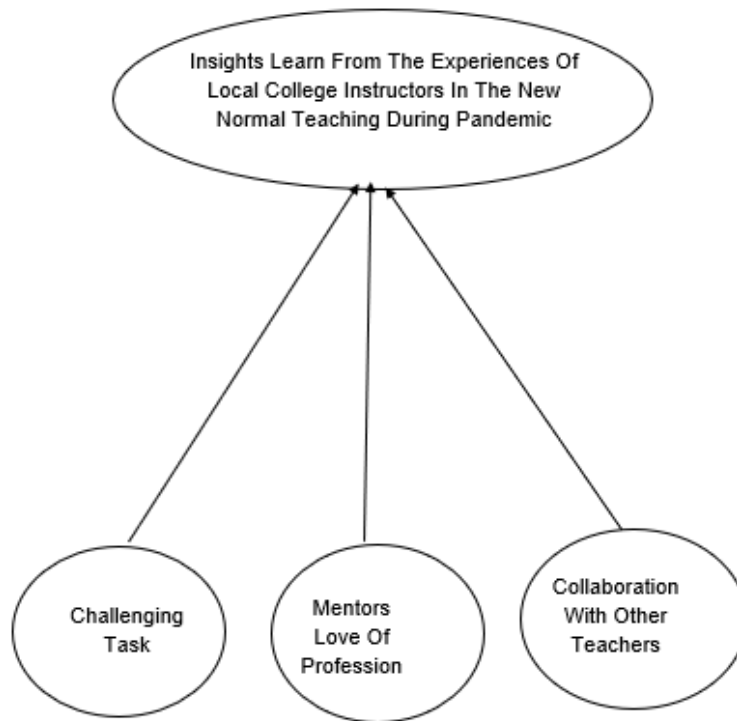 Insights Learn From The Experiences Of
Local College Instructors In The New
Normal Teaching During Pandemic
Challenging
Task
Mentors
Love Of
Profession
Collaboration
With Other
Teachers